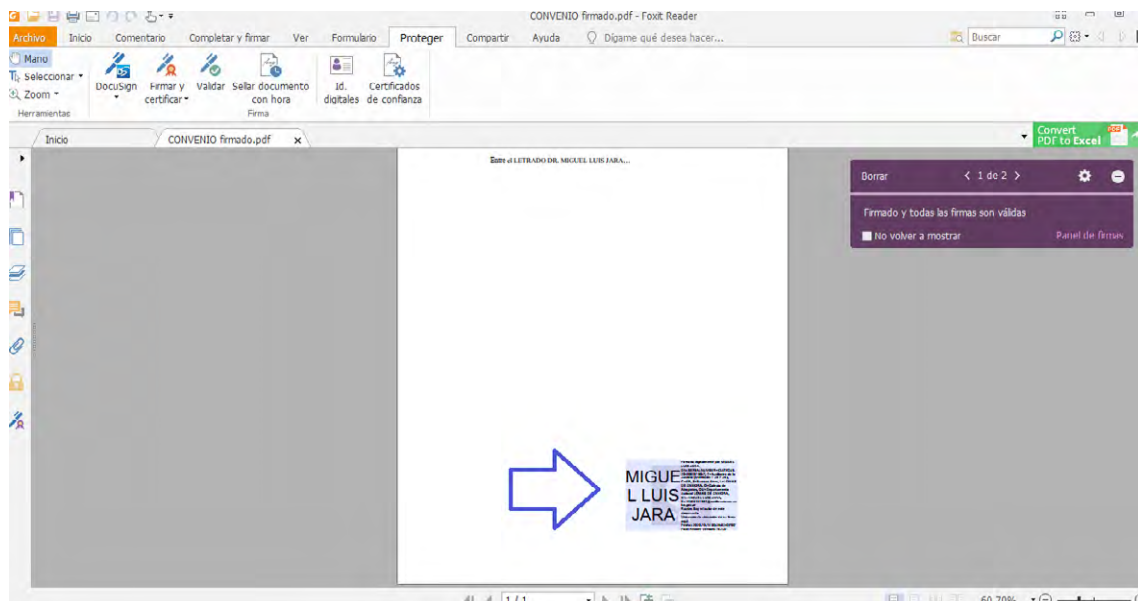 CONVENIO firmado.pdf - Foxit Reader
Archivo Inicio Comentario Completar y firmar Ver Formulario Proteger Compartir Ayuda Dígame qué desea hacer... Buscar
Mano
Seleccionar
Zoom
Herramientas
DocuSign
Firmar y certificar
Validar
Sellar documento con hora
Firma
Id. digitales
Certificados de confianza
Inicio CONVENIO firmado.pdf x
Convert
PDF to Excel
Entre el LETRADO DR. MIGUEL LUIS JARA...
Borrar < 1 de 2 >
Firmado y todas las firmas son válidas
No volver a mostrar Panel de firmas
MIGUE
L LUIS
JARA
1 / 1
60.70%